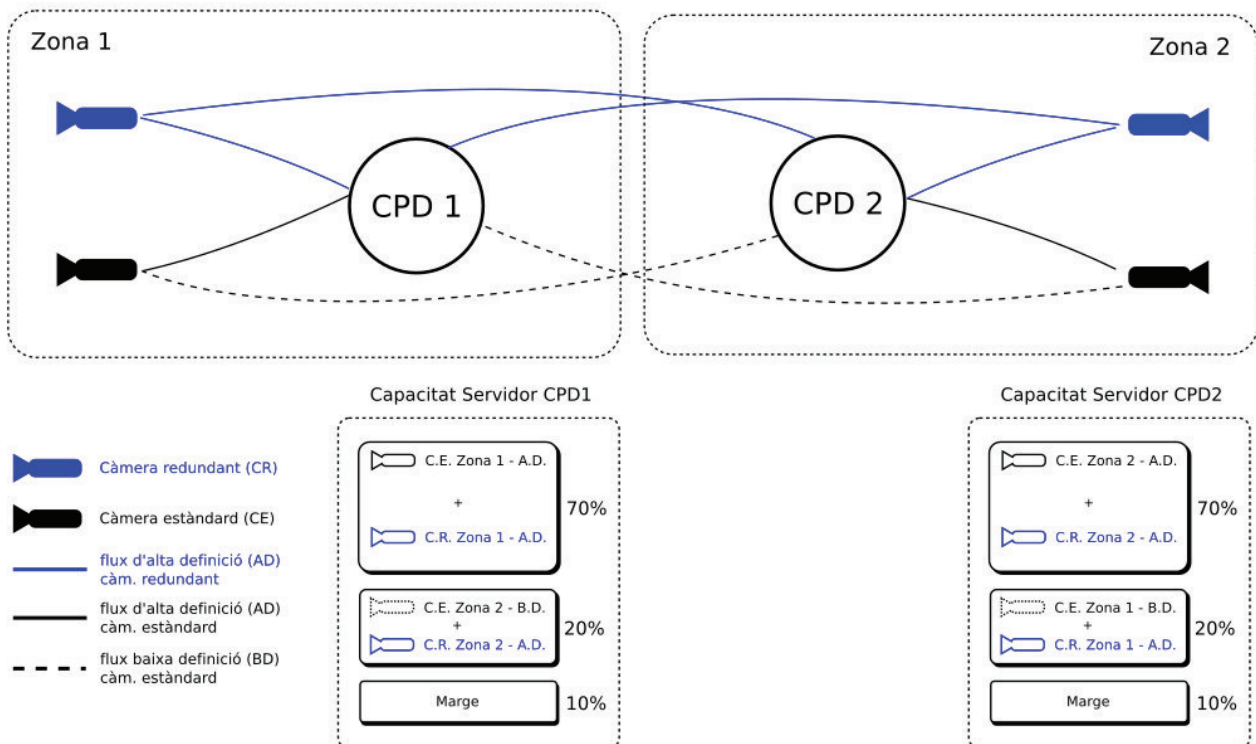 Zona 1
Zona 2
CPD 1
CPD 2
Capacitat Servidor CPD1
Capacitat Servidor CPD2
Càmera redundant (CR)
Càmera estàndard (CE)
flux d'alta definició (AD)
càm. redundant
flux d'alta definició (AD)
càm. estàndard
flux baixa definició (BD)
càm. estàndard
C.E. Zona 1 - A.D.
+
C.R. Zona 1 - A.D.
70%
C.E. Zona 2 - B.D.
+
C.R. Zona 2 - A.D.
20%
Marge
10%
C.E. Zona 2 - A.D.
+
C.R. Zona 2 - A.D.
70%
C.E. Zona 1 - B.D.
+
C.R. Zona 1 - A.D.
20%
Marge
10%